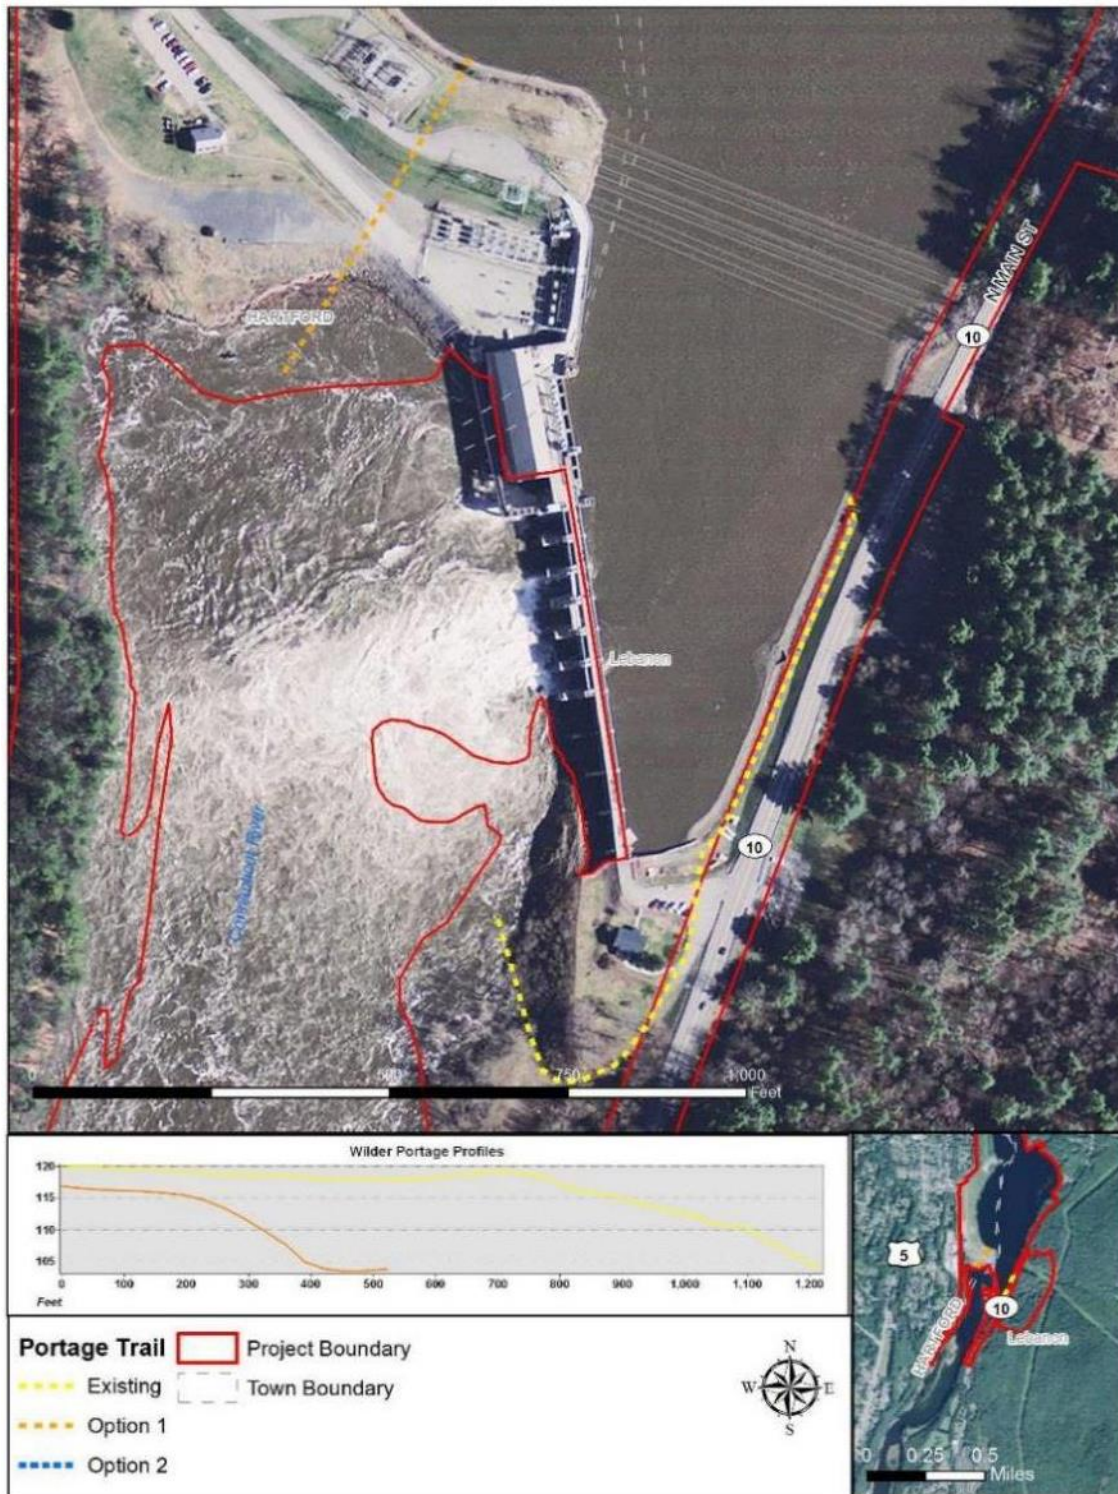 N MAIN ST
HARTFORD
10
Lebanon
10
Connecticut River
0 500 750 1,000
Feet
Wilder Portage Profiles
120
115
110
105
0 100 200 300 400 500 600 700 800 900 1,000 1,100 1,200
Feet
5
10
HARTFORD
Lebanon
Portage Trail
Project Boundary
Existing
Town Boundary
Option 1
Option 2
N
W E
S
0 0.25 0.5
Miles